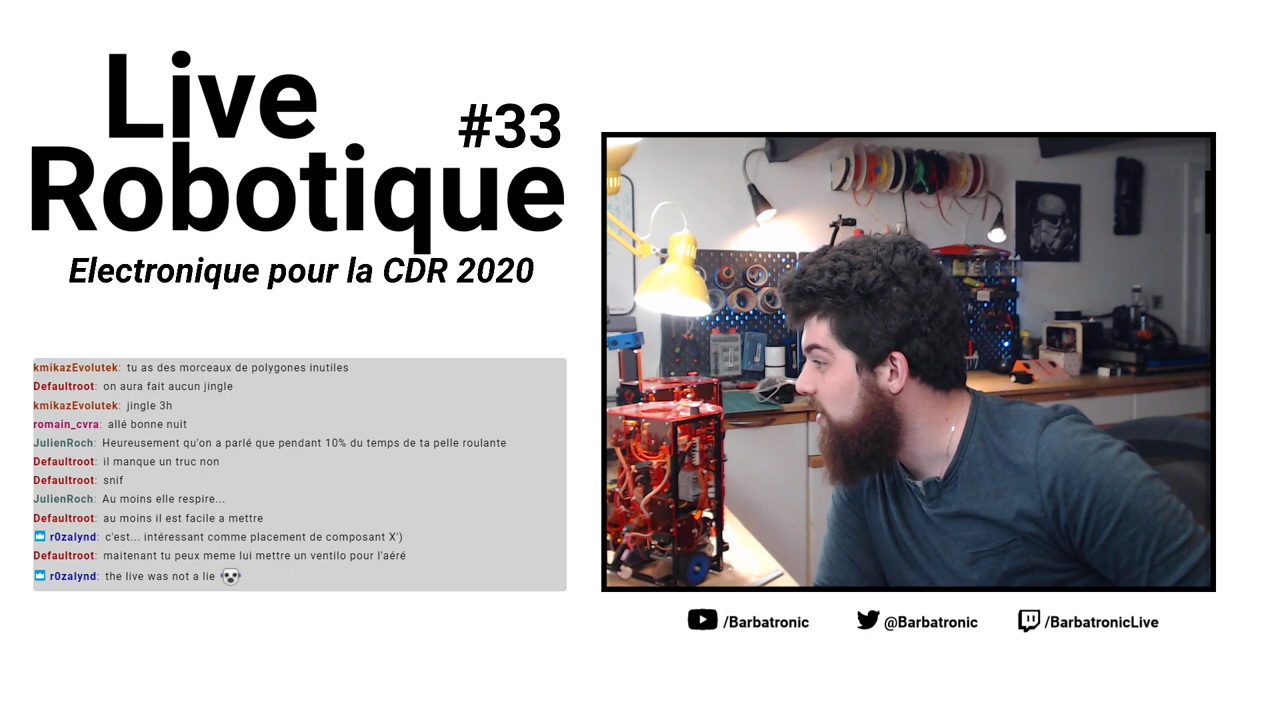 Live
#33
Robotique
Electronique pour la CDR 2020
kmikazEvolutek: tu as des morceaux de polygones inutiles
Defaultroot: on aura fait aucun jingle
kmikazEvolutek: jingle 3h
romain_cvra: allé bonne nuit
JulienRoch: Heureusement qu'on a parlé que pendant 10% du temps de ta pelle roulante
Defaultroot: il manque un truc non
Defaultroot: snif
JulienRoch: Au moins elle respire...
Defaultroot: au moins il est facile a mettre
r0zalynd: c'est... intéressant comme placement de composant X')
Defaultroot: maitenant tu peux meme lui mettre un ventilo pour l'aéré
r0zalynd: the live was not a lie
/Barbatronic
@Barbatronic
/BarbatronicLive